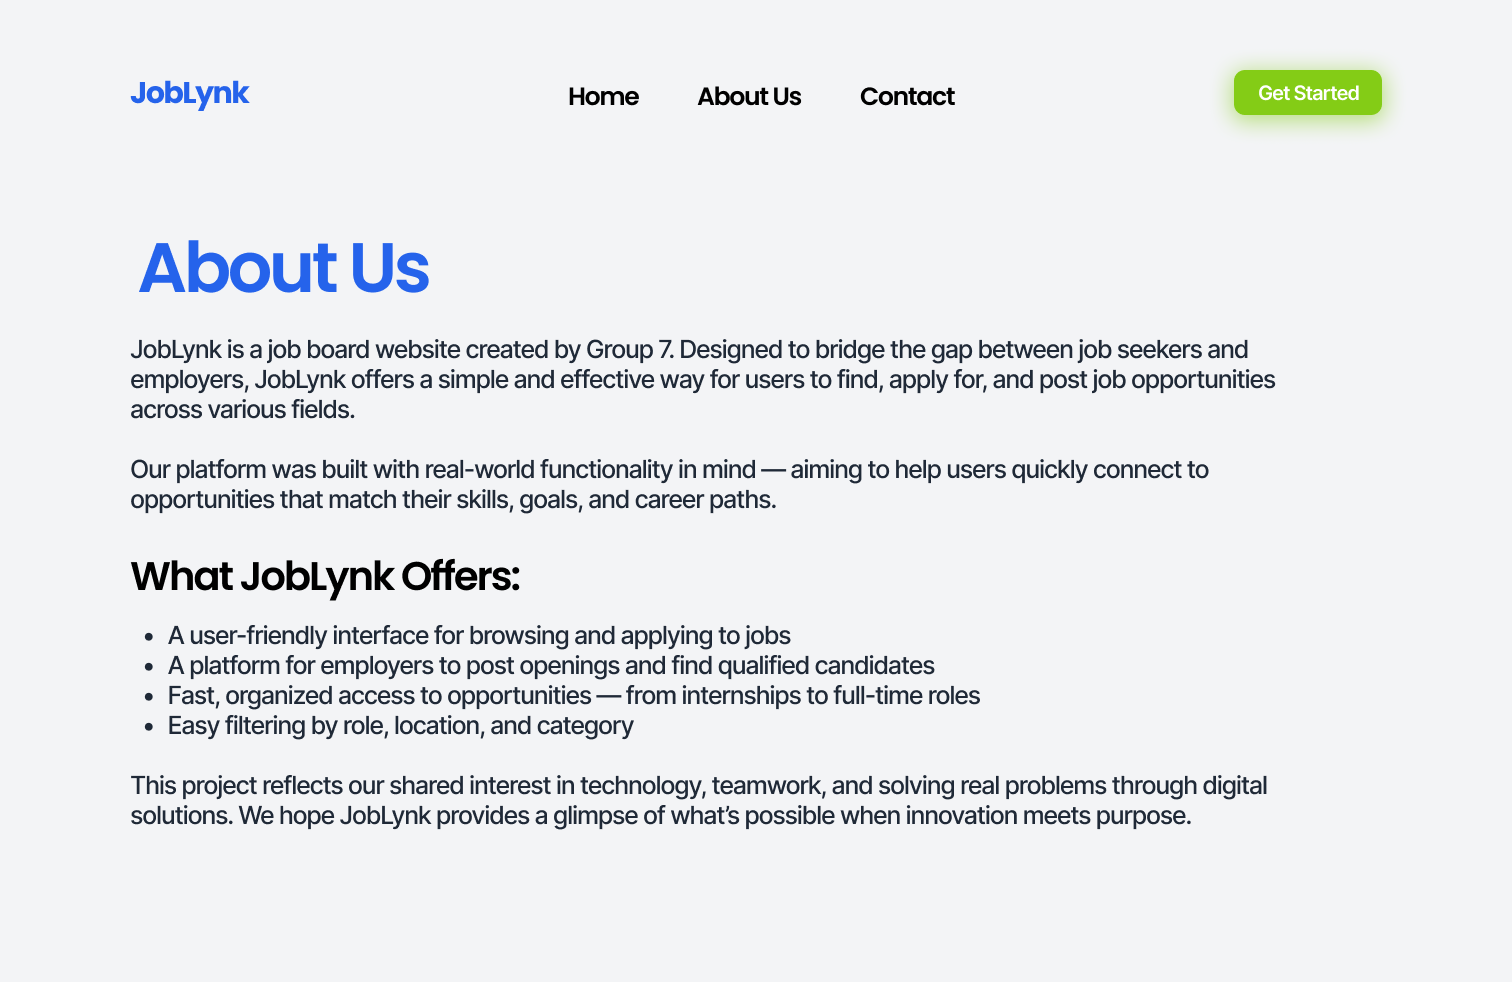 JobLynk
Home
About Us
Contact
Get Started
About Us
JobLynk is a job board website created by Group 7. Designed to bridge the gap between job seekers and
employers, JobLynk offers a simple and effective way for users to find, apply for, and post job opportunities
across various fields.
Our platform was built with real-world functionality in mind — aiming to help users quickly connect to
opportunities that match their skills, goals, and career paths.
What JobLynk Offers:
• A user-friendly interface for browsing and applying to jobs
• A platform for employers to post openings and find qualified candidates
• Fast, organized access to opportunities — from internships to full-time roles
• Easy filtering by role, location, and category
This project reflects our shared interest in technology, teamwork, and solving real problems through digital
solutions. We hope JobLynk provides a glimpse of what’s possible when innovation meets purpose.